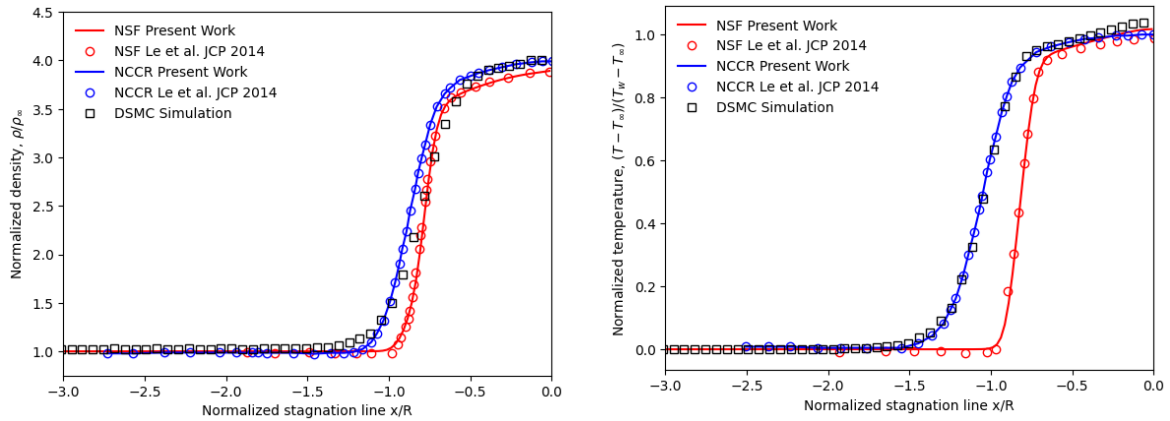 4.5
4.0
3.5
3.0
2.5
2.0
1.5
1.0
Normalized density, ρ/ρ∞
NSF Present Work
NSF Le et al. JCP 2014
NCCR Present Work
NCCR Le et al. JCP 2014
DSMC Simulation
−3.0 −2.5 −2.0 −1.5 −1.0 −0.5 0.0
Normalized stagnation line x/R
1.0
0.8
0.6
0.4
0.2
0.0
Normalized temperature, (T − T∞)/(Tw − T∞)
NSF Present Work
NSF Le et al. JCP 2014
NCCR Present Work
NCCR Le et al. JCP 2014
DSMC Simulation
−3.0 −2.5 −2.0 −1.5 −1.0 −0.5 0.0
Normalized stagnation line x/R